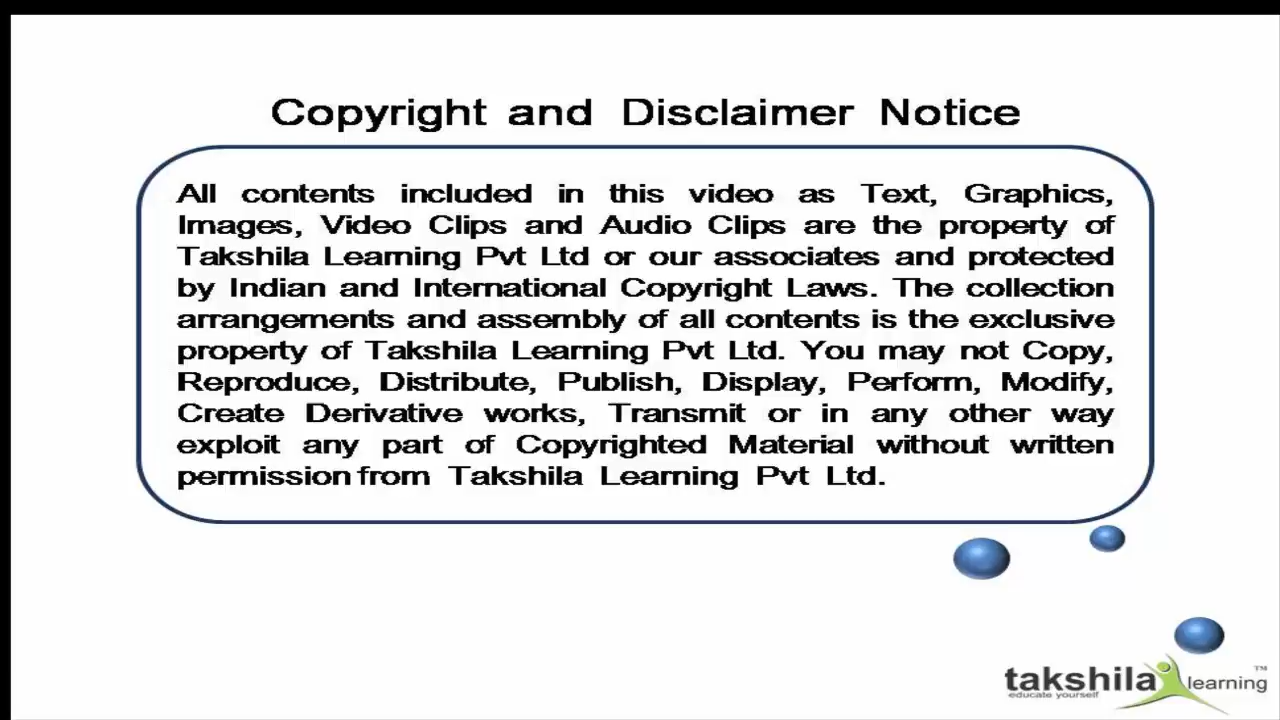 Copyright and Disclaimer Notice
All contents included in this video as Text, Graphics,
Images, Video Clips and Audio Clips are the property of
Takshila Learning Pvt Ltd or our associates and protected
by Indian and International Copyright Laws. The collection
arrangements and assembly of all contents is the exclusive
property of Takshila Learning Pvt Ltd. You may not Copy,
Reproduce, Distribute, Publish, Display, Perform, Modify,
Create Derivative works, Transmit or in any other way
exploit any part of Copyrighted Material without written
permission from Takshila Learning Pvt Ltd.
takshila learning TM
educate yourself